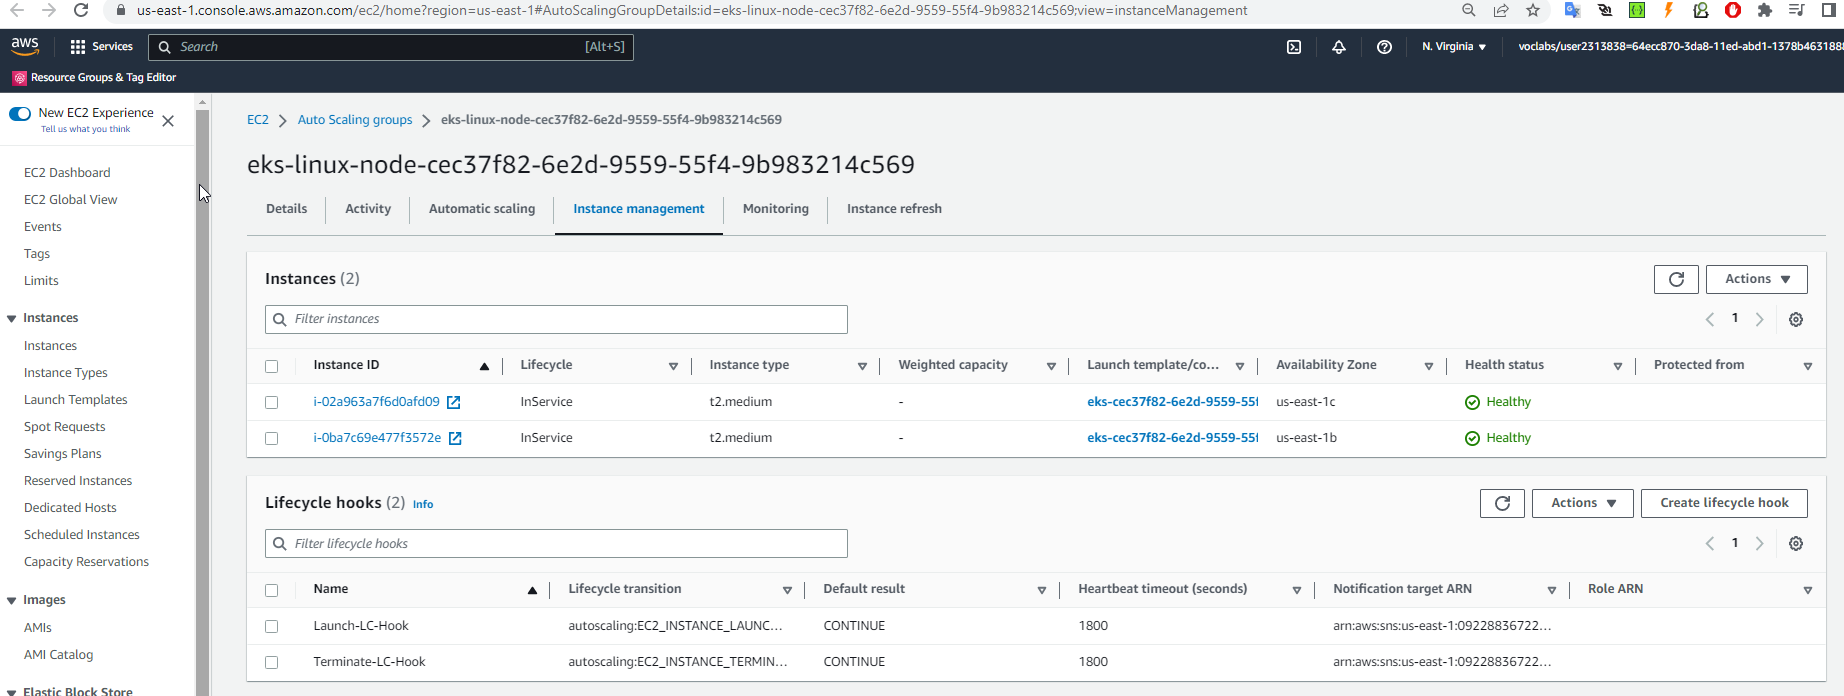 us-east-1.console.aws.amazon.com/ec2/home?region=us-east-1#AutoScalingGroupDetails:id=eks-linux-node-cec37f82-6e2d-9559-55f4-9b983214c569;view=instanceManagement
aws Services Search [Alt+S] N. Virginia voclabs/user2313838=64ecc870-3da8-11ed-abd1-1378b463188
Resource Groups & Tag Editor
New EC2 Experience
Tell us what you think
EC2 Dashboard
EC2 Global View
Events
Tags
Limits
Instances
Instances
Instance Types
Launch Templates
Spot Requests
Savings Plans
Reserved Instances
Dedicated Hosts
Scheduled Instances
Capacity Reservations
Images
AMIs
AMI Catalog
Elastic Block Store
EC2 Auto Scaling groups eks-linux-node-cec37f82-6e2d-9559-55f4-9b983214c569
eks-linux-node-cec37f82-6e2d-9559-55f4-9b983214c569
Details Activity Automatic scaling Instance management Monitoring Instance refresh
Instances (2) Actions
Filter instances 1
Instance ID Lifecycle Instance type Weighted capacity Launch template/co... Availability Zone Health status Protected from
i-02a963a7f6d0afd09 InService t2.medium - eks-cec37f82-6e2d-9559-55f us-east-1c Healthy
i-0ba7c69e477f3572e InService t2.medium - eks-cec37f82-6e2d-9559-55f us-east-1b Healthy
Lifecycle hooks (2) Info Actions Create lifecycle hook
Filter lifecycle hooks 1
Name Lifecycle transition Default result Heartbeat timeout (seconds) Notification target ARN Role ARN
Launch-LC-Hook autoscaling:EC2_INSTANCE_LAUNC... CONTINUE 1800 arn:aws:sns:us-east-1:09228836722...
Terminate-LC-Hook autoscaling:EC2_INSTANCE_TERMIN... CONTINUE 1800 arn:aws:sns:us-east-1:09228836722...